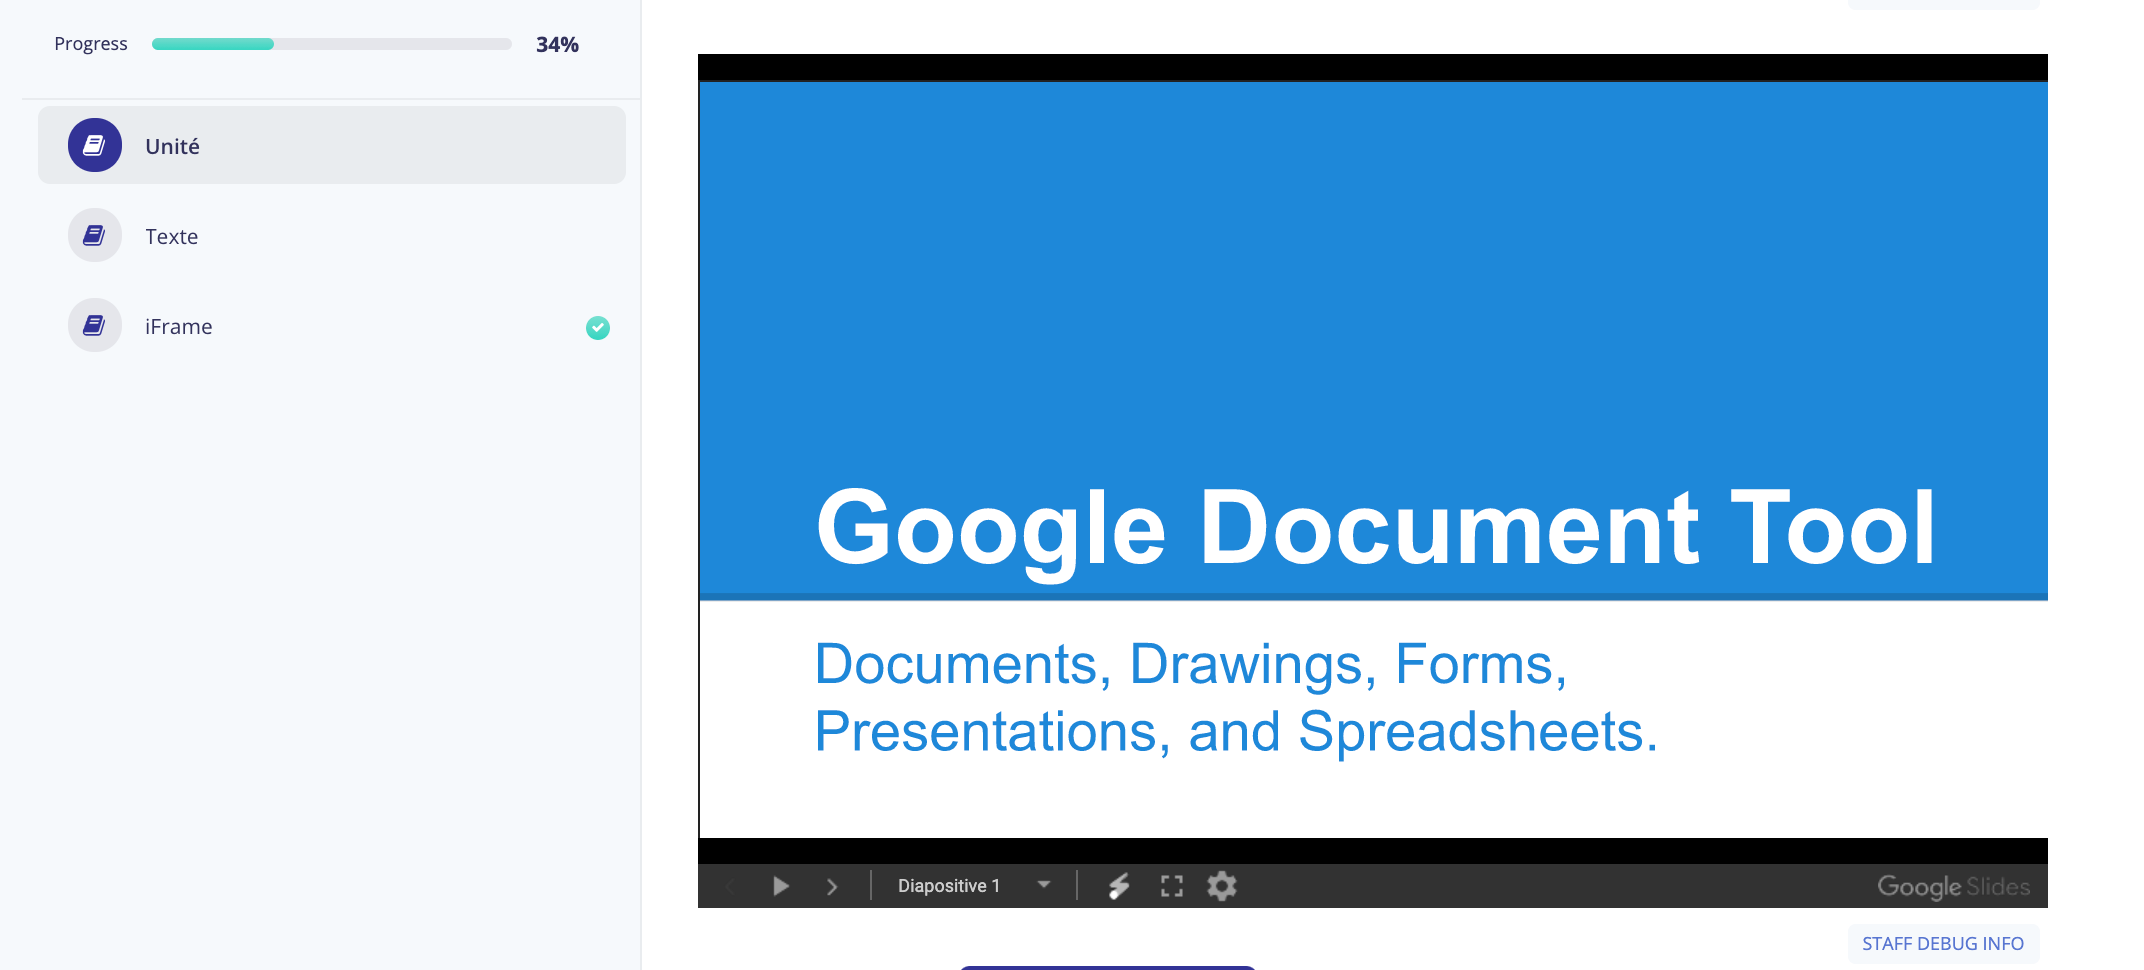 Progress 34%
Unité
Texte
iFrame
Google Document Tool
Documents, Drawings, Forms,
Presentations, and Spreadsheets.
Diapositive 1
Google Slides
STAFF DEBUG INFO